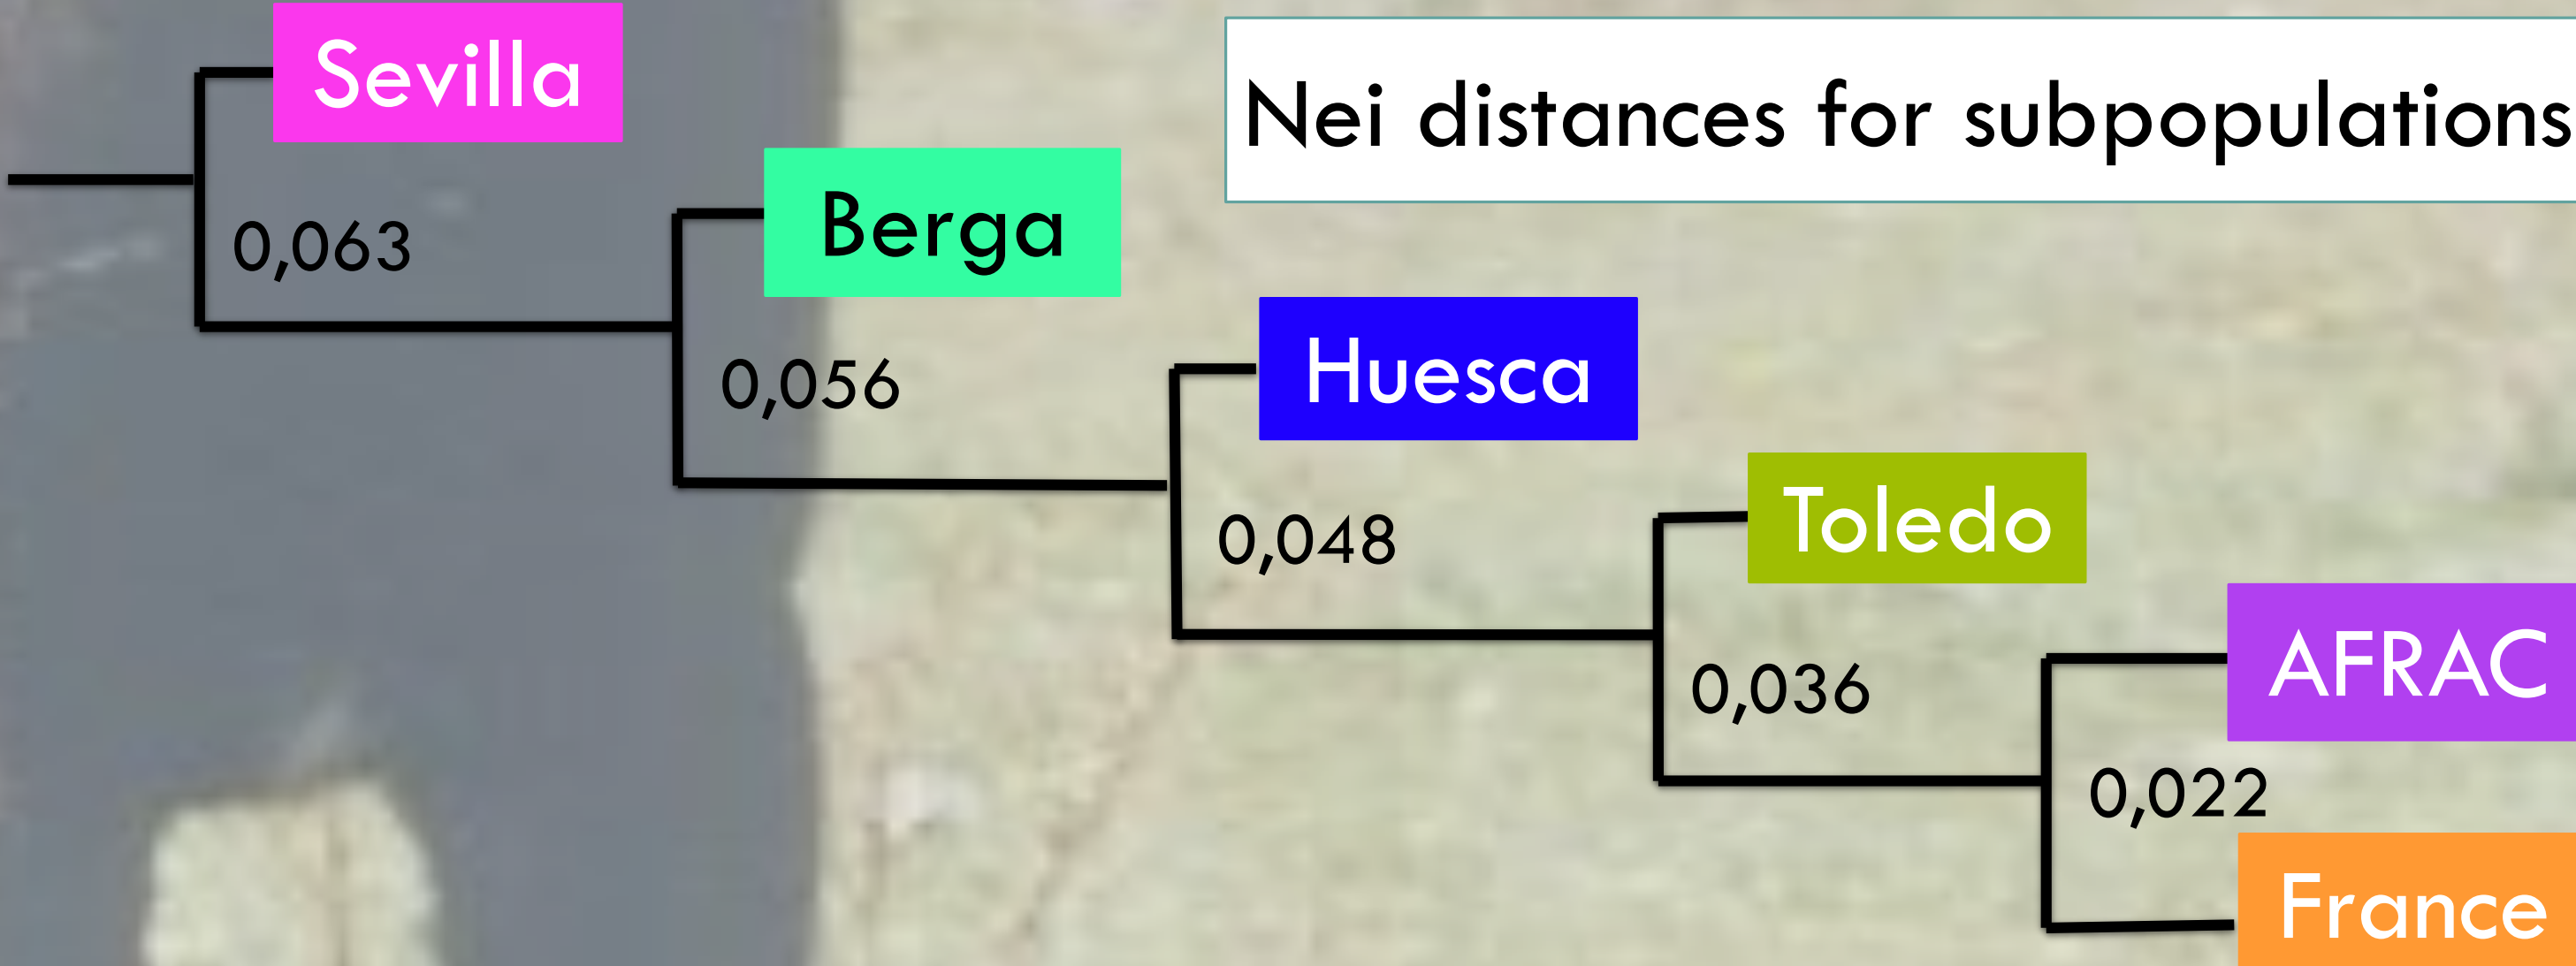 Sevilla
Nei distances for subpopulations
Berga
0,063
Huesca
0,056
Toledo
0,048
AFRAC
0,036
0,022
France